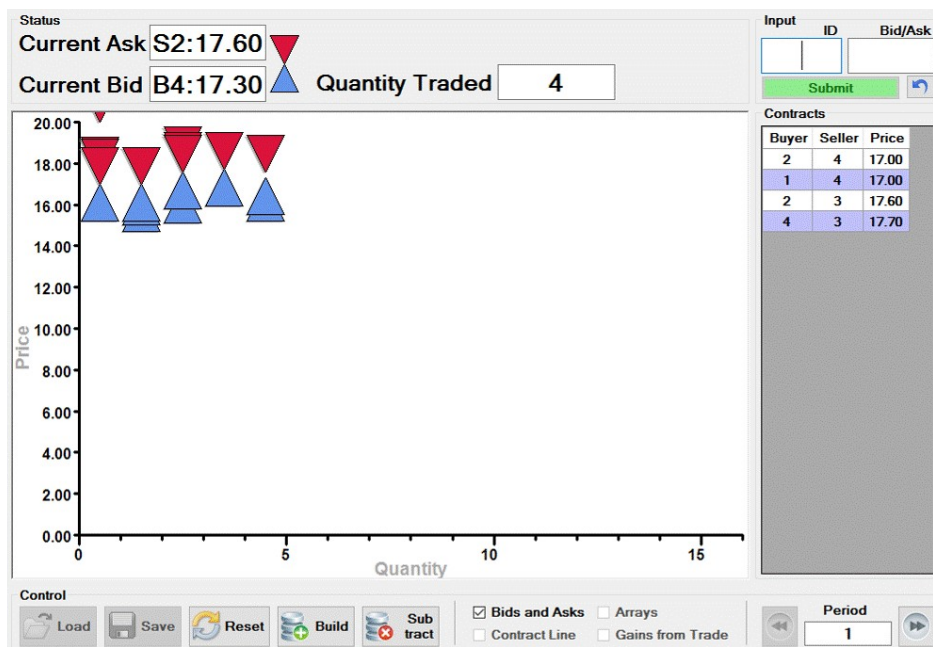 Status
Current Ask S2:17.60
Current Bid B4:17.30
Quantity Traded 4
Input
ID Bid/Ask
Submit
Contracts
Buyer Seller Price
2 4 17.00
1 4 17.00
2 3 17.60
4 3 17.70
20.00
18.00
16.00
14.00
12.00
10.00
8.00
6.00
4.00
2.00
0.00
Price
0 5 10 15
Quantity
Control
Load
Save
Reset
Build
Sub
tract
Bids and Asks
Arrays
Contract Line
Gains from Trade
Period
1